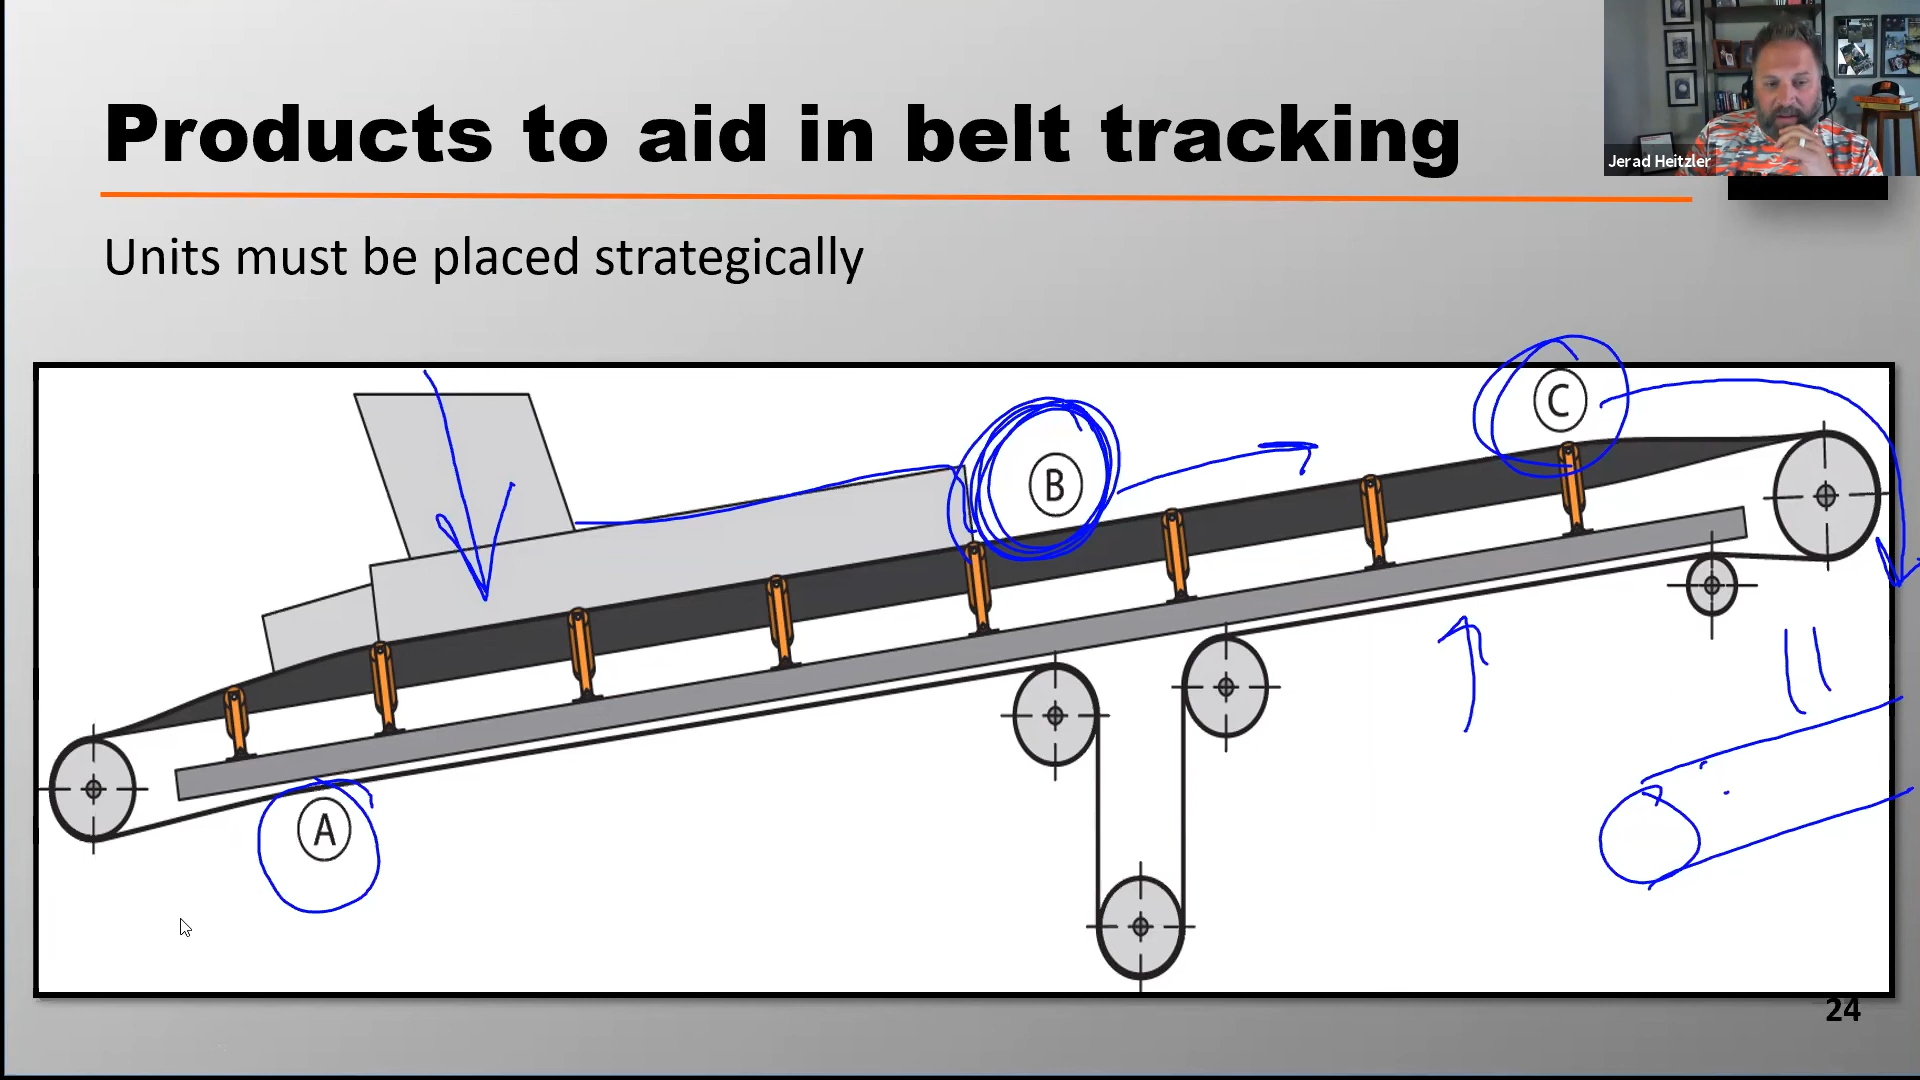 Products to aid in belt tracking
Jerad Heitzler
Units must be placed strategically
C
B
A
24